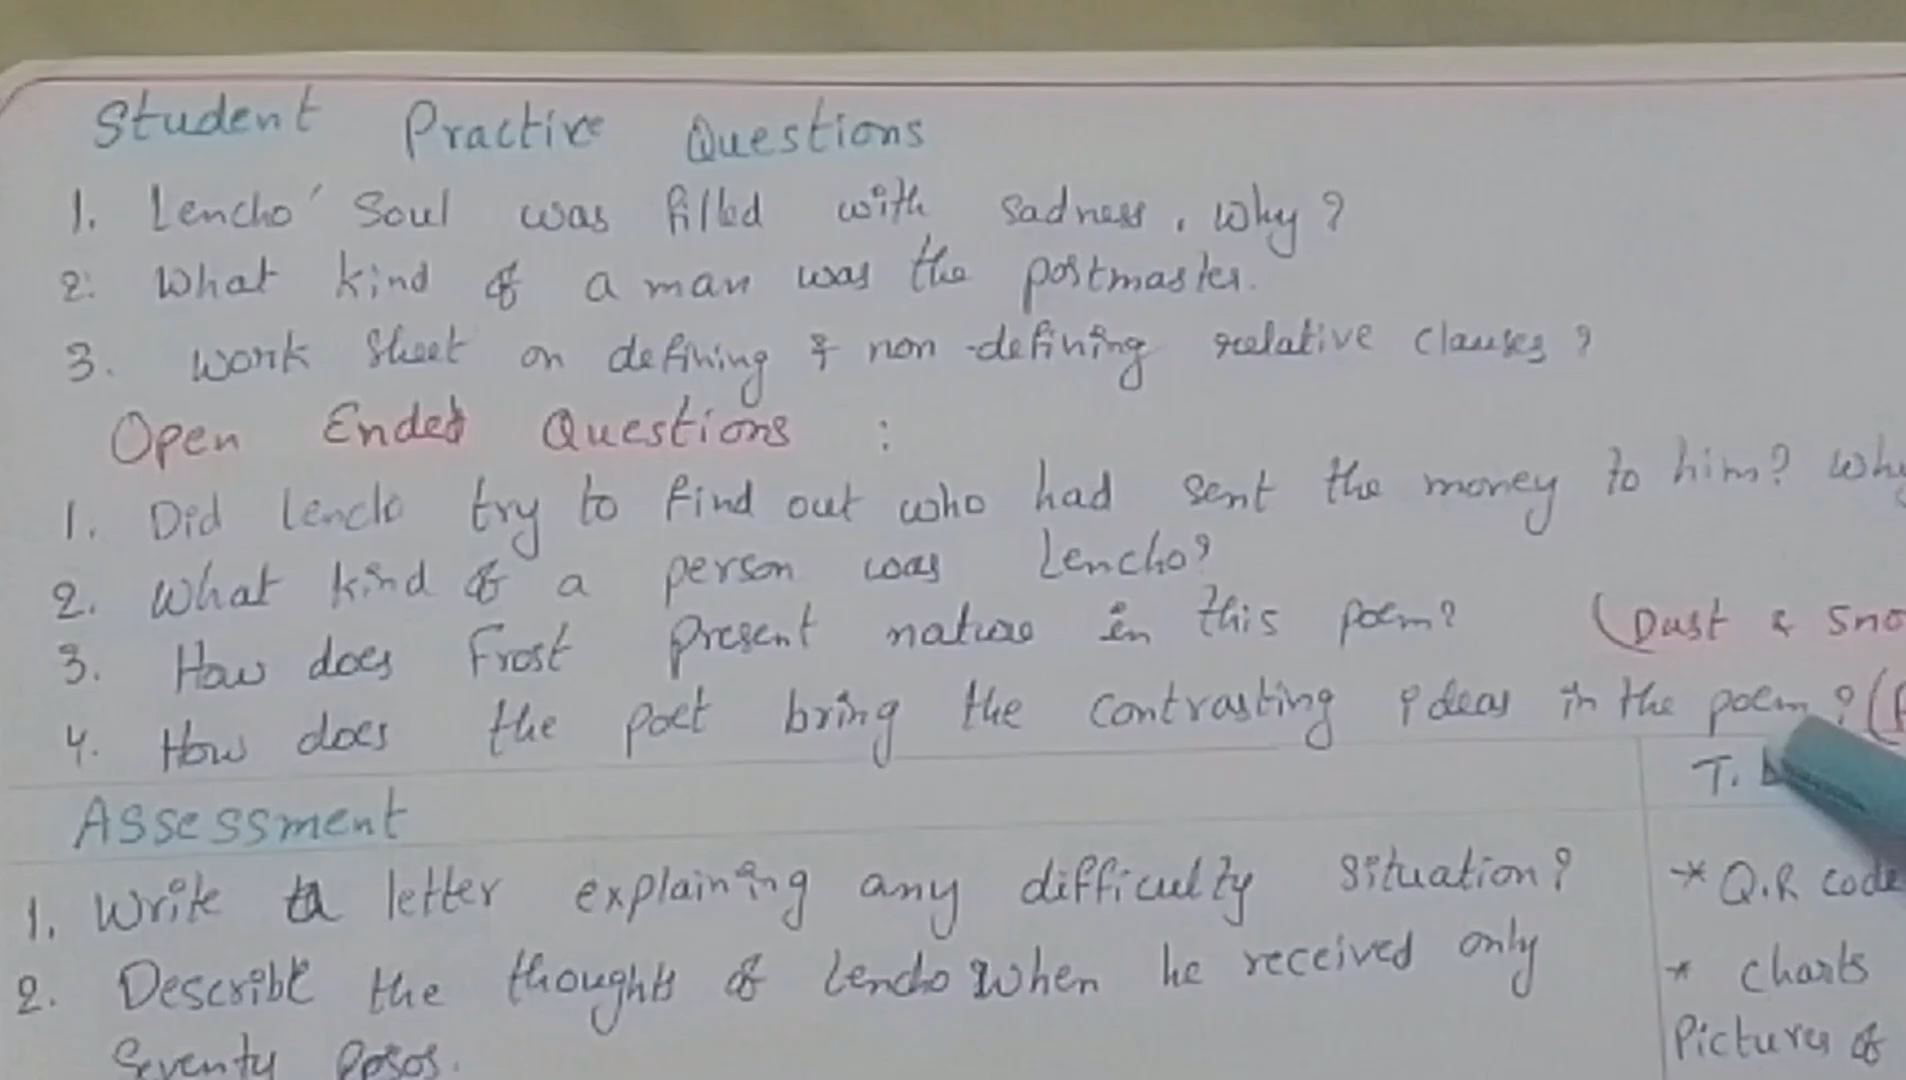 Student Practice Questions
1. Lencho' Soul was filled with sadness. Why?
2. What kind of a man was the postmaster.
3. Work Sheet on defining & non-defining relative clauses?
Open Ended Questions :
1. Did lencho try to find out who had sent the money to him? Why
2. What kind of a person was Lencho?
3. How does Frost present nature in this poem? (Dust & Sno
4. How does the poet bring the contrasting ideas in the poem? (
T.
Assessment
1. Write a letter explaining any difficulty situation?
* Q.R code
2. Describe the thoughts of lencho when he received only
* Charts
Seventy Pesos.
Pictures of